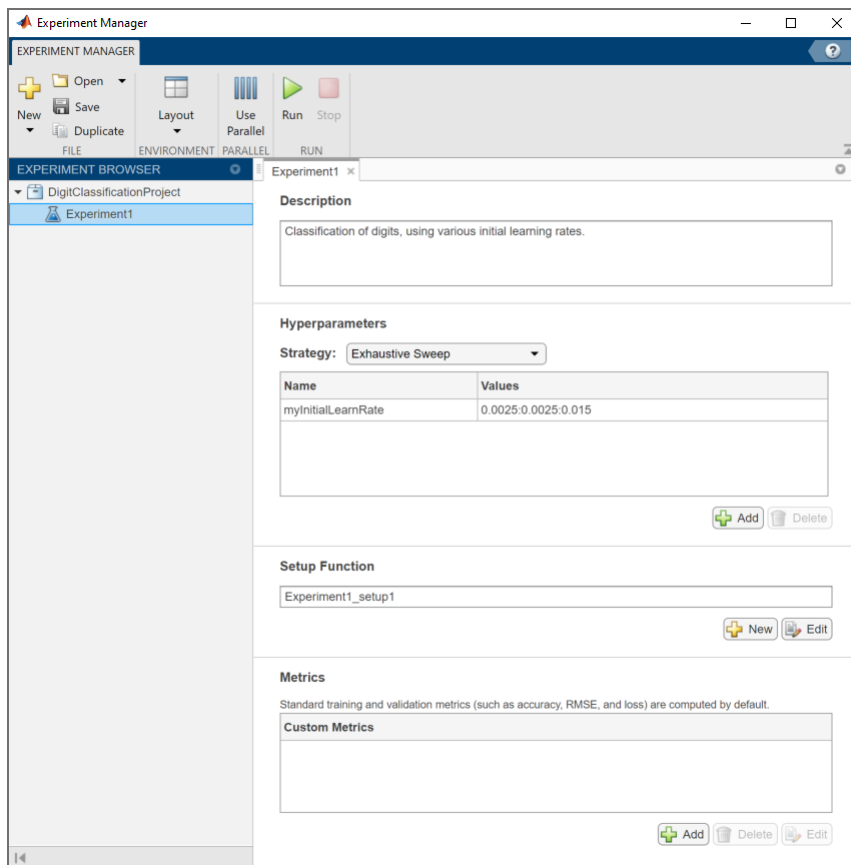 Experiment Manager
EXPERIMENT MANAGER
?
New
Open
Save
Duplicate
FILE
Layout
ENVIRONMENT
Use
Parallel
PARALLEL
Run
Stop
RUN
EXPERIMENT BROWSER
DigitClassificationProject
Experiment1
Experiment1
Description
Classification of digits, using various initial learning rates.
Hyperparameters
Strategy: Exhaustive Sweep
Name Values
myInitialLearnRate 0.0025:0.0025:0.015
Add Delete
Setup Function
Experiment1_setup1
New Edit
Metrics
Standard training and validation metrics (such as accuracy, RMSE, and loss) are computed by default.
Custom Metrics
Add Delete Edit